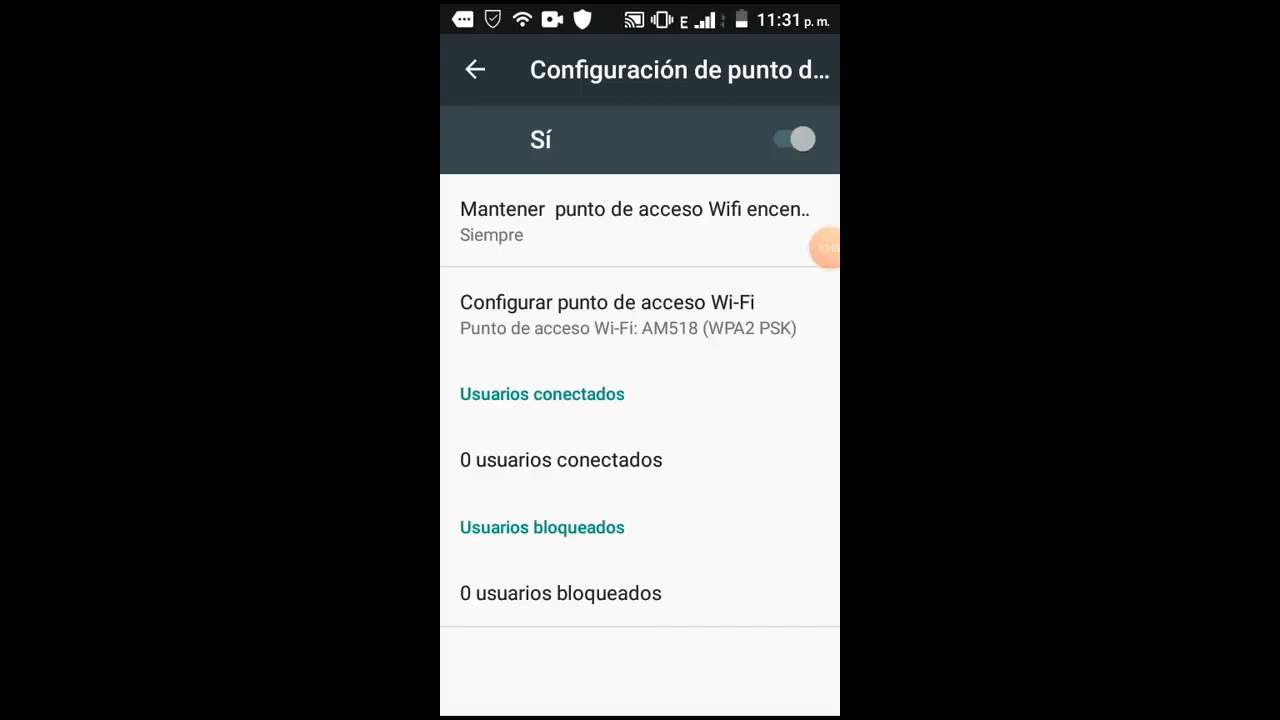 E 11:31 p. m.
Configuración de punto d...
Sí
Mantener punto de acceso Wifi encen..
Siempre
Configurar punto de acceso Wi-Fi
Punto de acceso Wi-Fi: AM518 (WPA2 PSK)
Usuarios conectados
0 usuarios conectados
Usuarios bloqueados
0 usuarios bloqueados